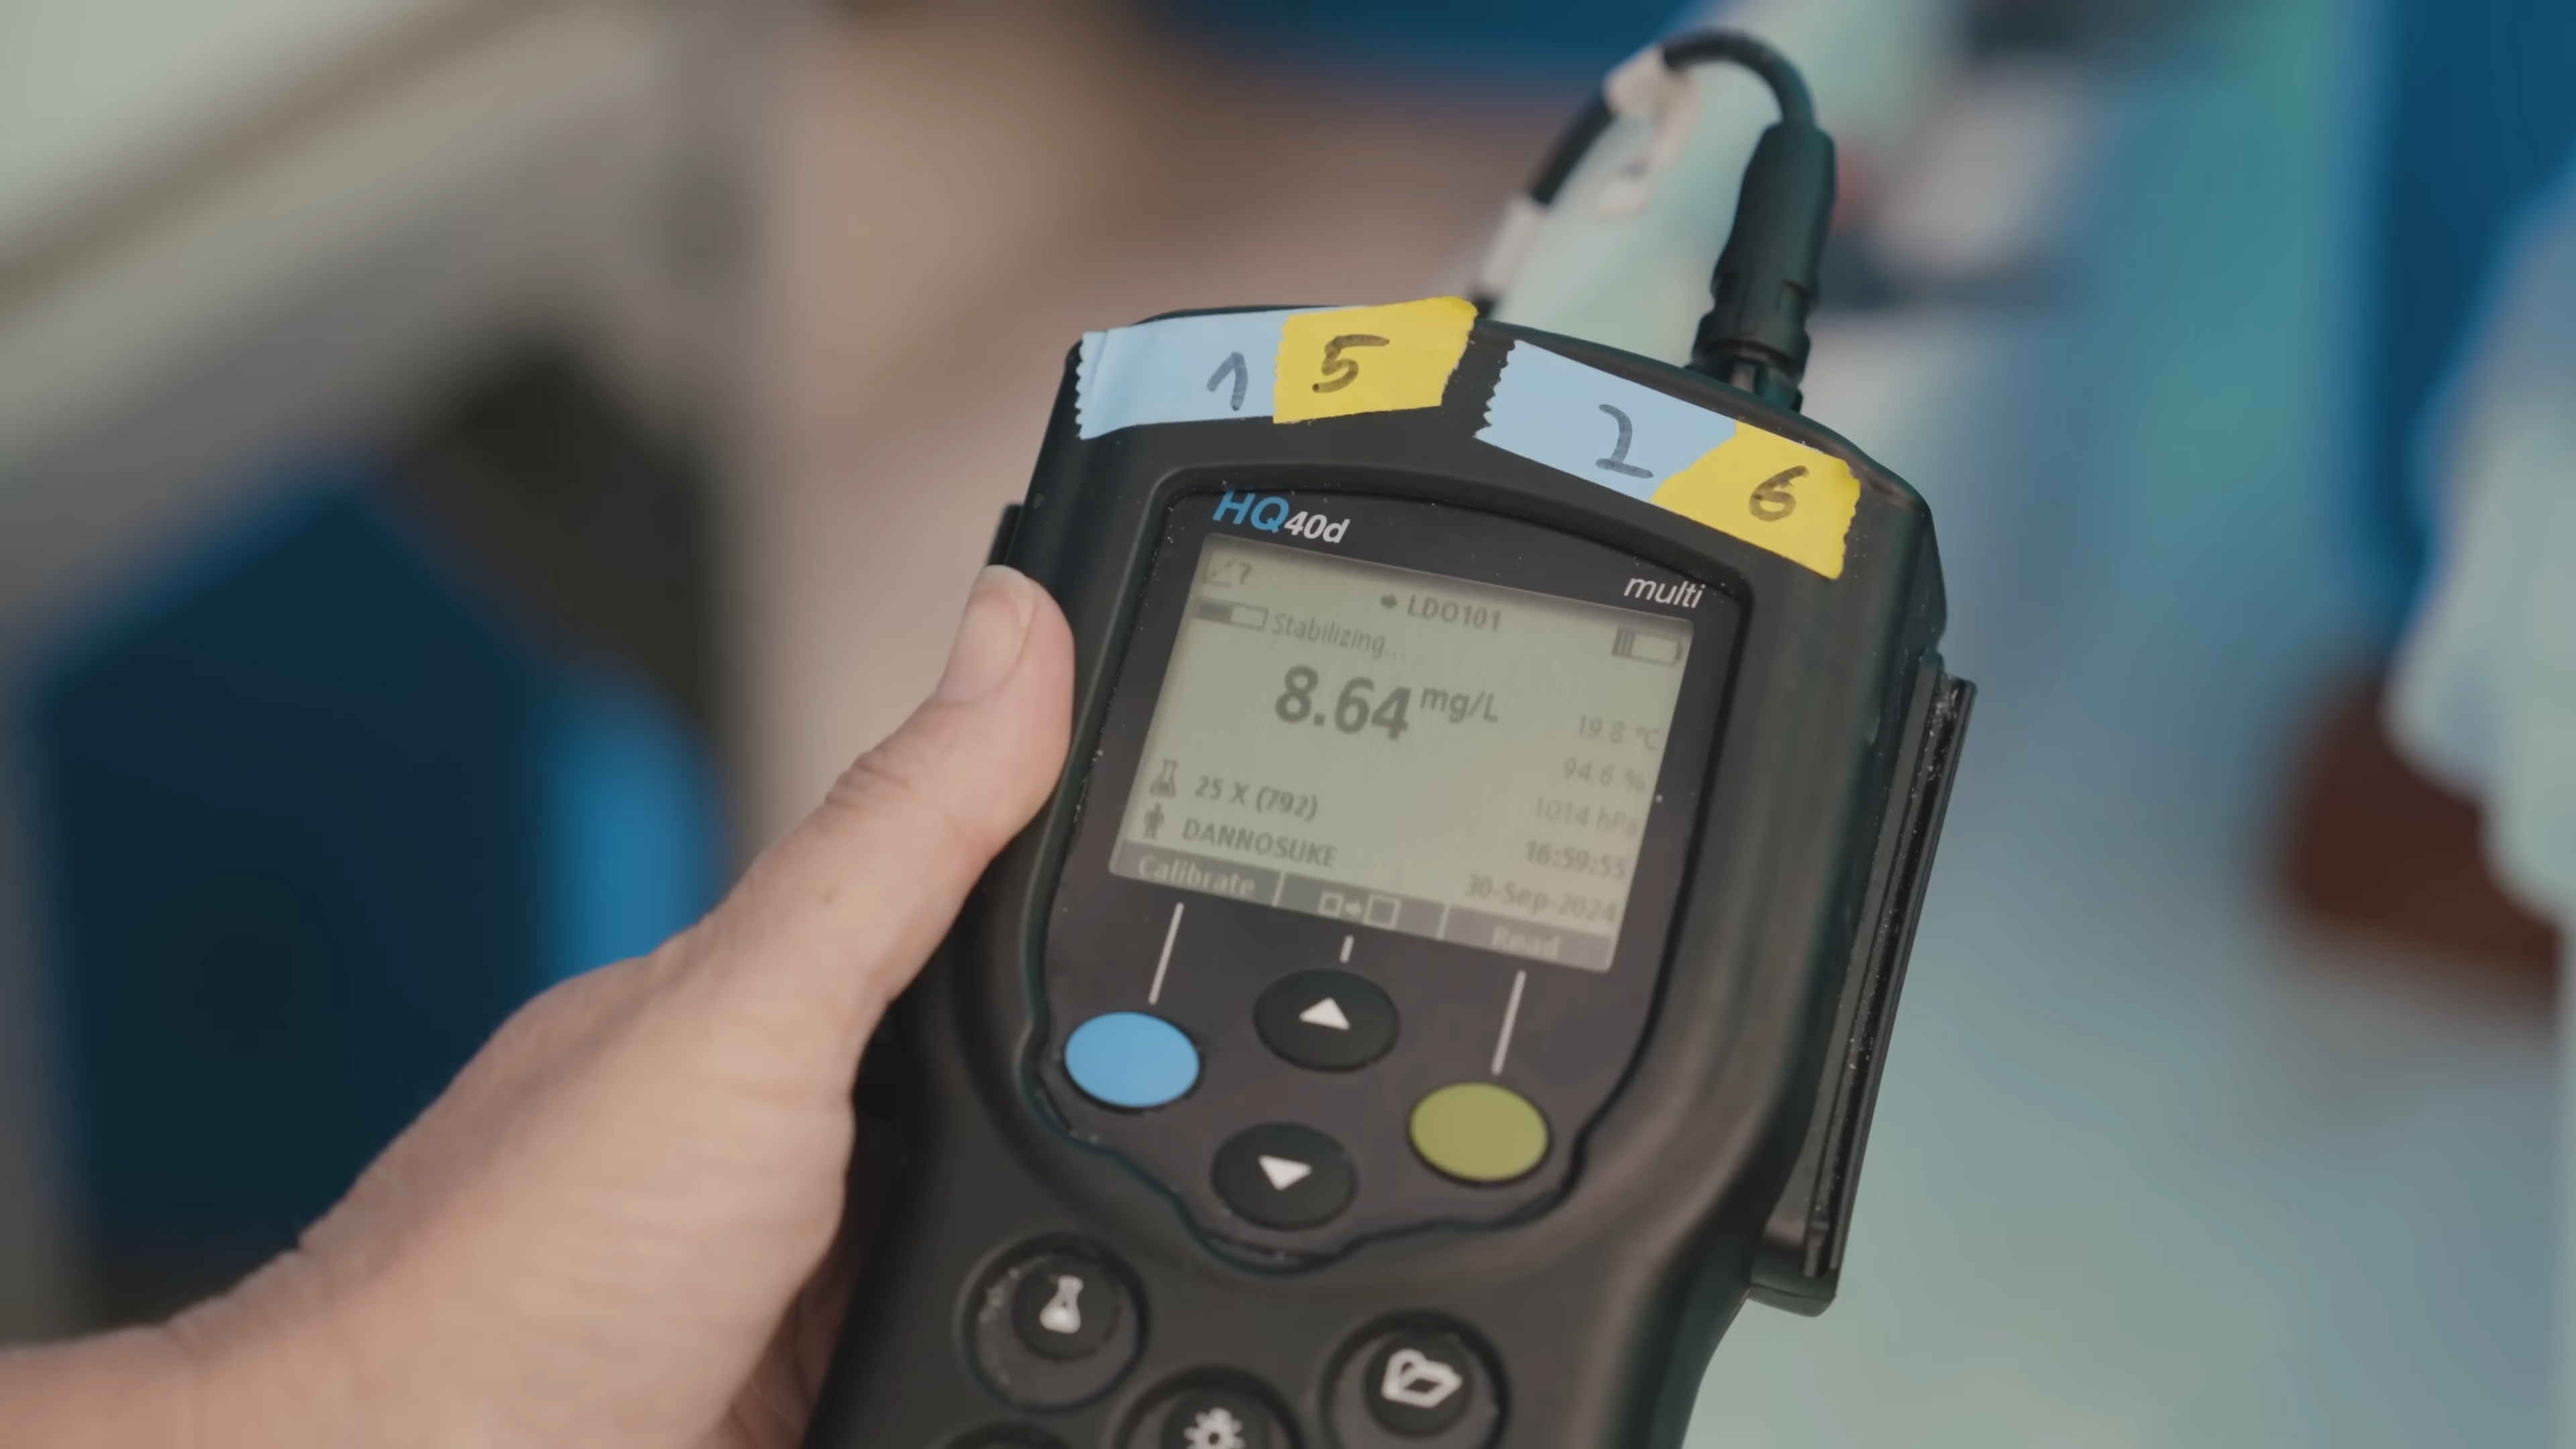 1 5
2 6
HQ40d
multi
?
LDO101
Stabilizing...
8.64 mg/L
19.8 °C
94.6 %
1014 hPa
25 X (792)
16:59:55
DANNOSUKE
30-Sep-2024
Calibrate
Read